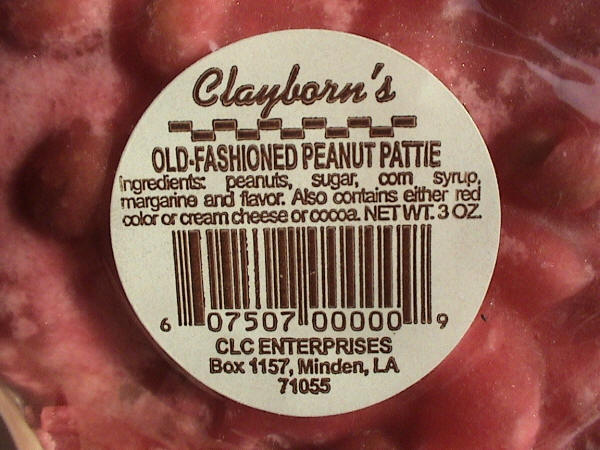 Clayborn's
OLD-FASHIONED PEANUT PATTIE
Ingredients: peanuts, sugar, corn syrup,
margarine and flavor. Also contains either red
color or cream cheese or cocoa. NET WT. 3 OZ.
6 07507 00000 9
CLC ENTERPRISES
Box 1157, Minden, LA
71055